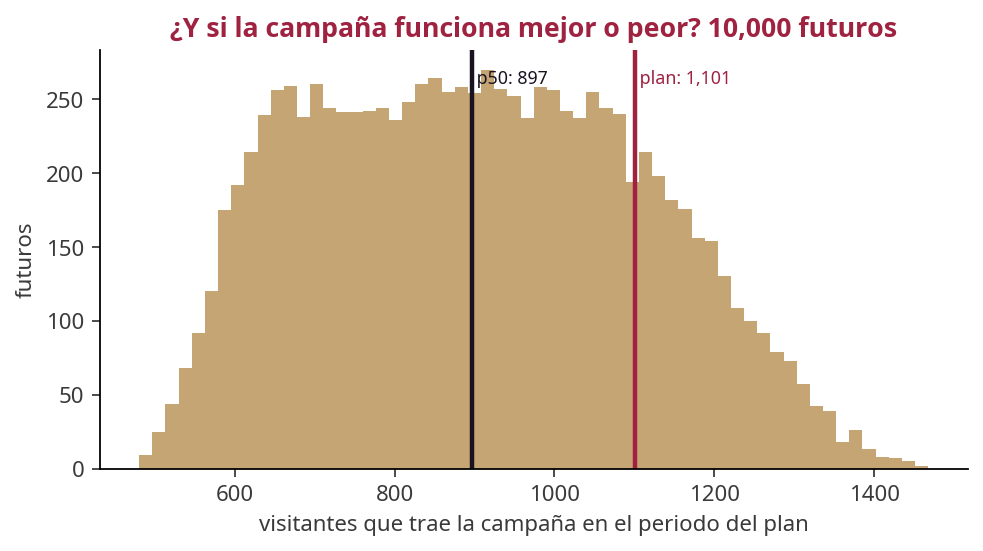 ¿Y si la campaña funciona mejor o peor? 10,000 futuros
p50: 897
plan: 1,101
250
200
150
100
50
0
futuros
600
800
1000
1200
1400
visitantes que trae la campaña en el periodo del plan